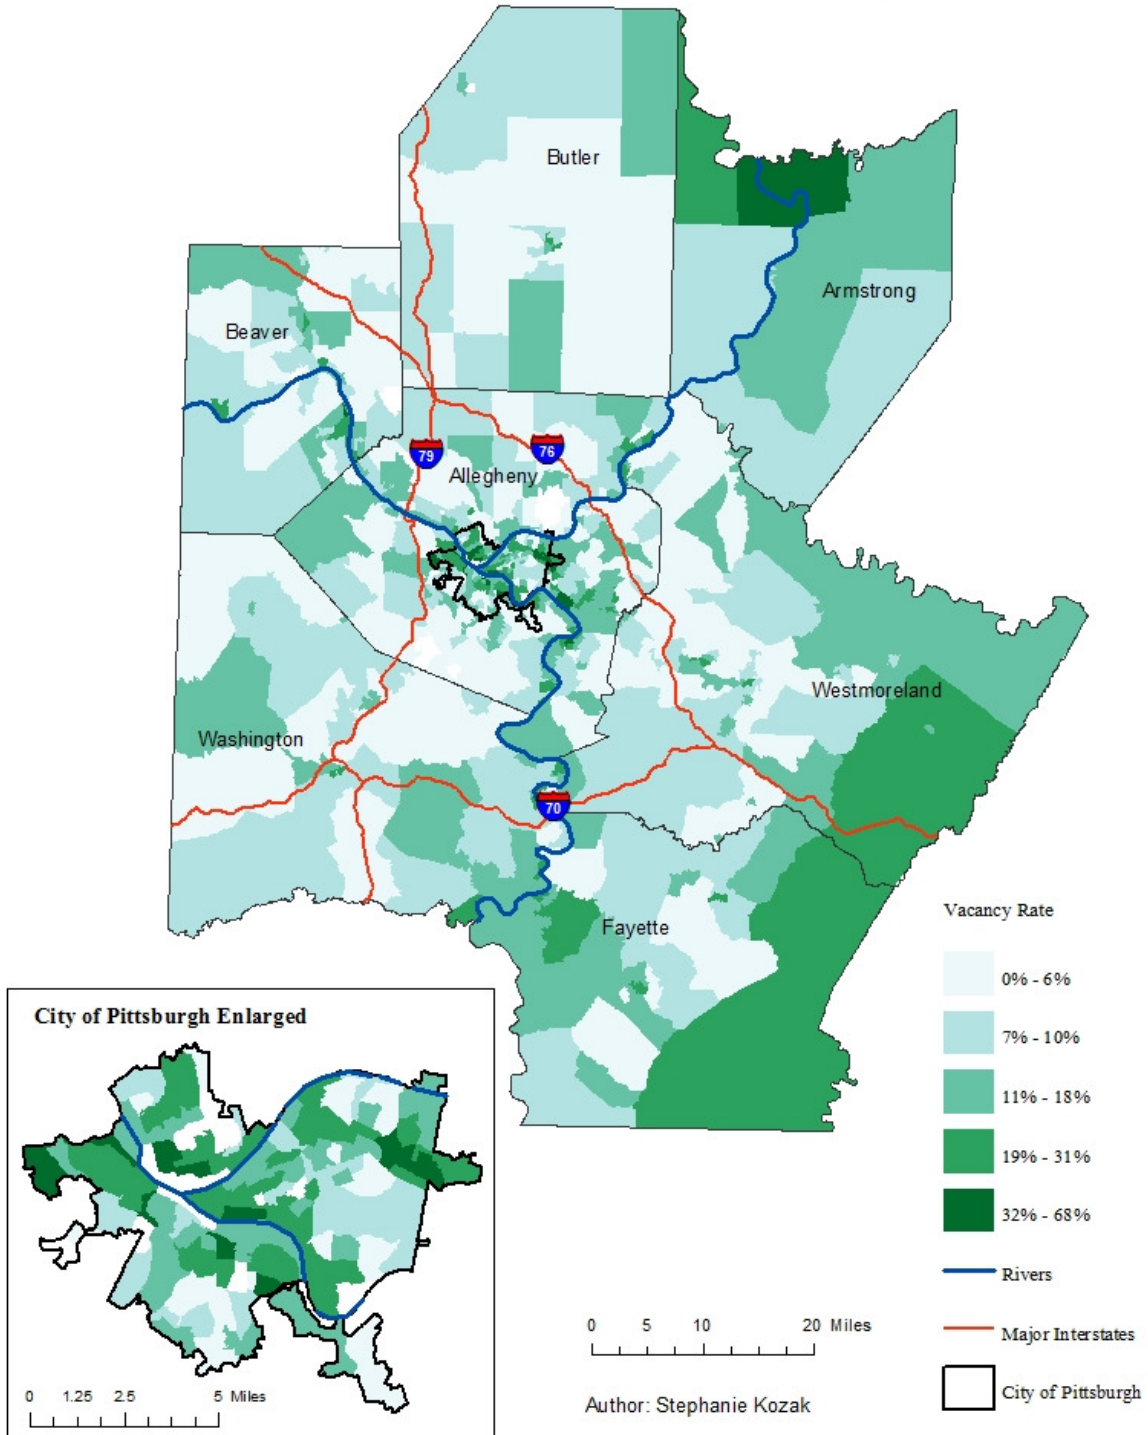 Butler
Armstrong
Beaver
79
76
Allegheny
Westmoreland
Washington
70
Fayette
Vacancy Rate
0% - 6%
7% - 10%
11% - 18%
19% - 31%
32% - 68%
Rivers
Major Interstates
City of Pittsburgh
City of Pittsburgh Enlarged
0 1.25 2.5 5 Miles
0 5 10 20 Miles
Author: Stephanie Kozak